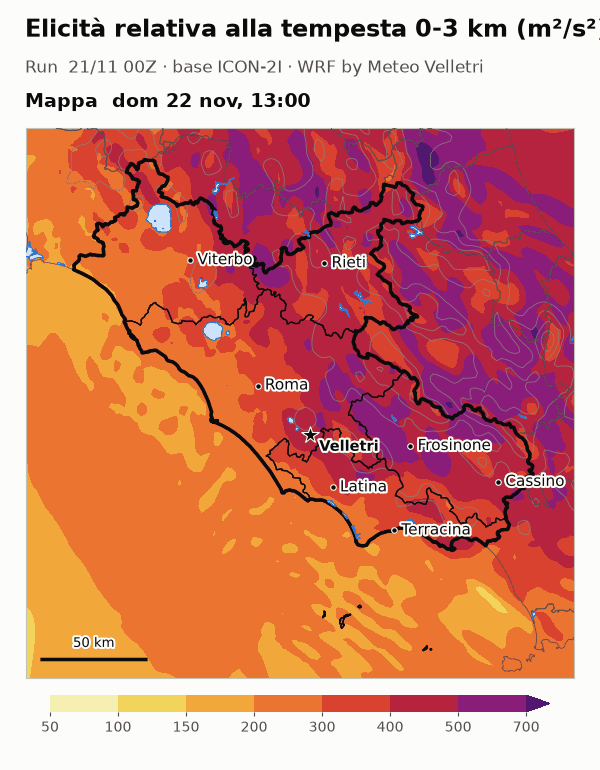 Elicità relativa alla tempesta 0-3 km (m²/s²)
Run 21/11 00Z · base ICON-2I · WRF by Meteo Velletri
Mappa dom 22 nov, 13:00
Viterbo
Rieti
Roma
Velletri
Frosinone
Latina
Cassino
Terracina
50 km
50 100 150 200 300 400 500 700